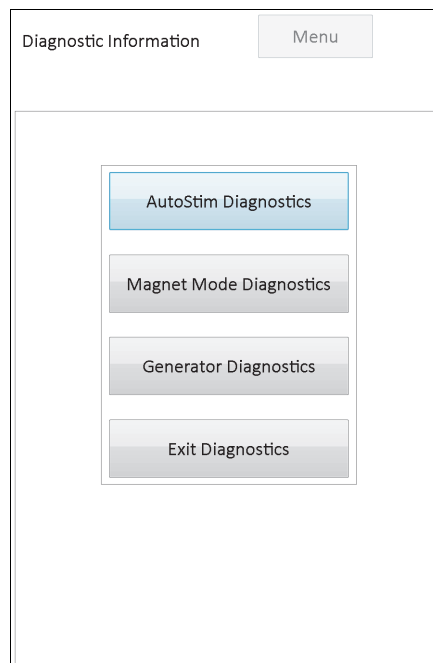 Diagnostic Information
Menu
AutoStim Diagnostics
Magnet Mode Diagnostics
Generator Diagnostics
Exit Diagnostics